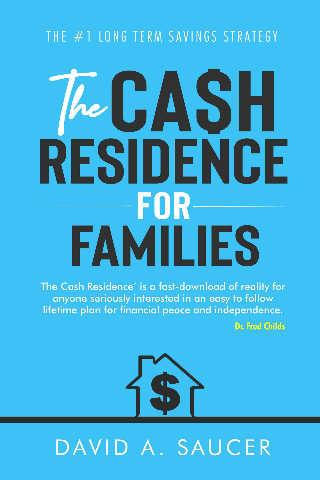 THE #1 LONG TERM SAVINGS STRATEGY
The CA$H
RESIDENCE
FOR
FAMILIES
The Cash Residence' is a fast-download of reality for
anyone seriously interested in an easy to follow
lifetime plan for financial peace and independence.
Dr. Fred Childs
$
DAVID A. SAUCER